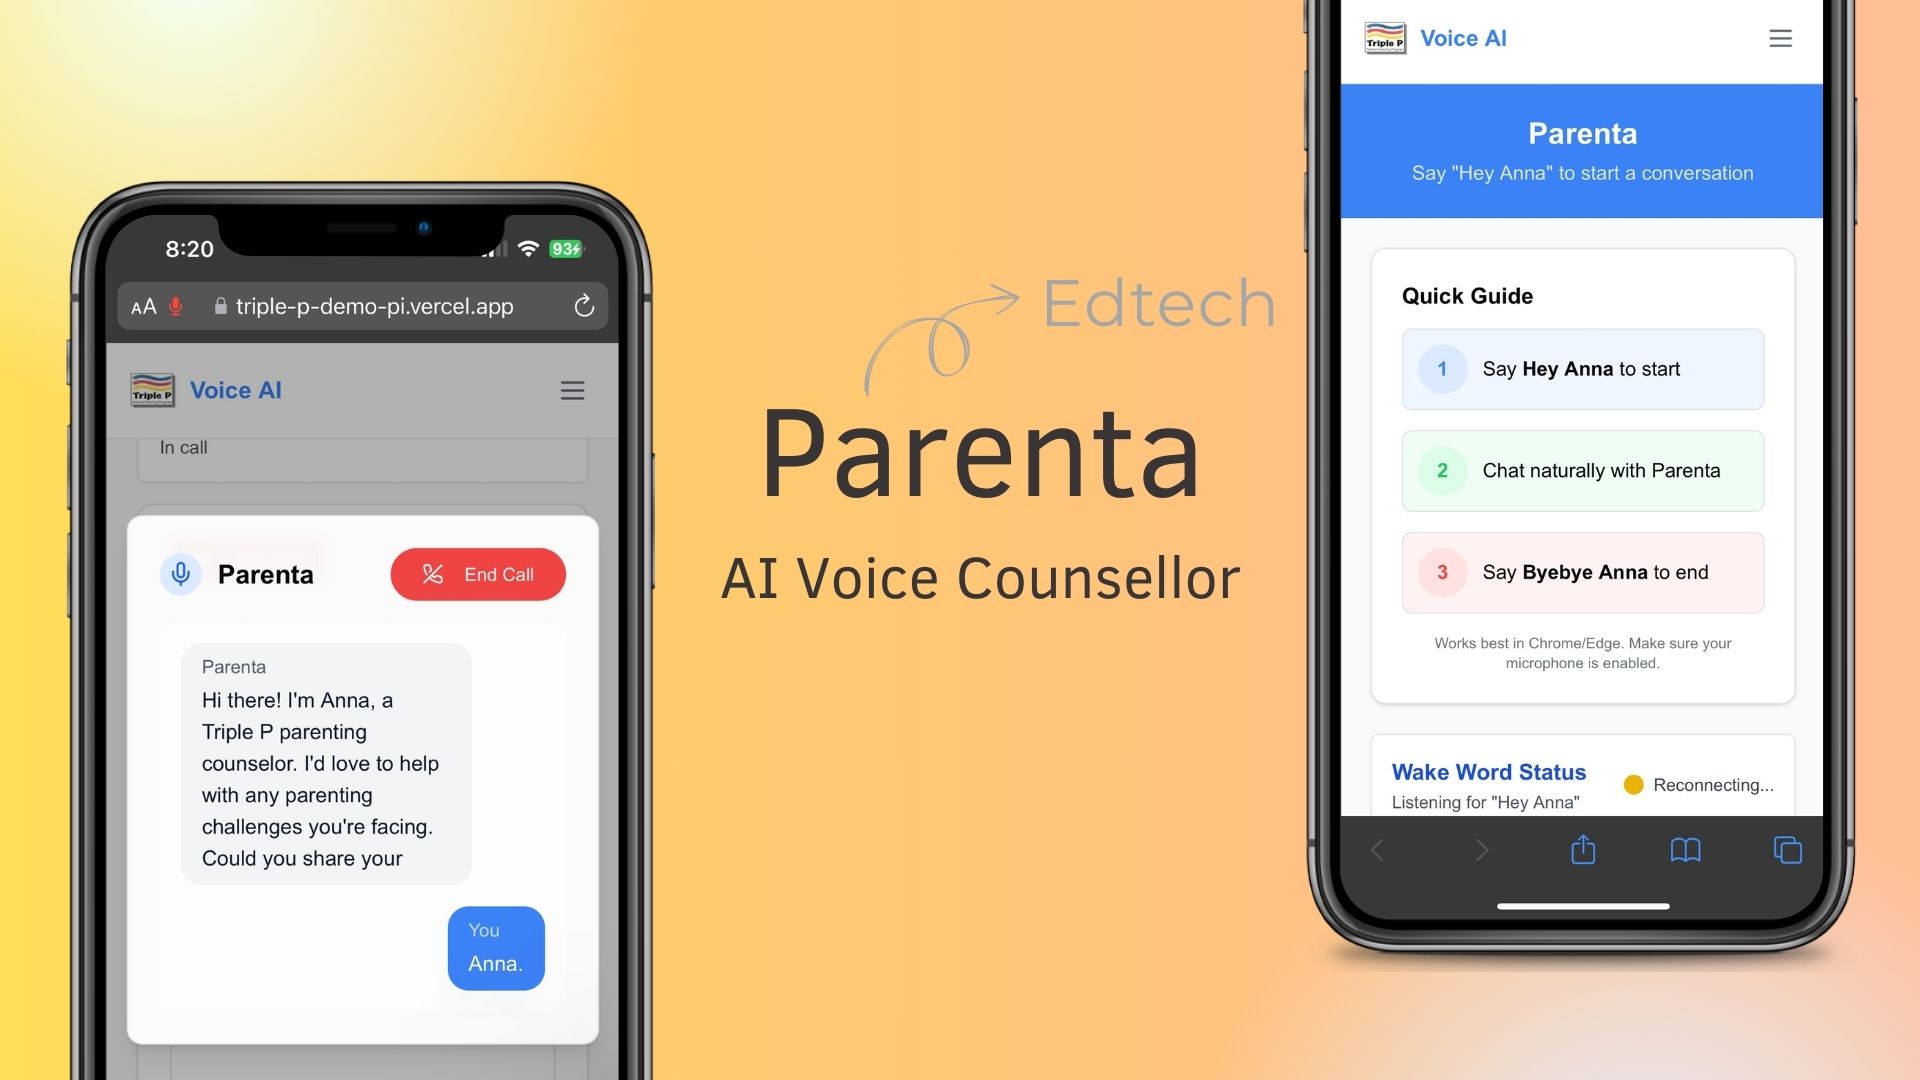 8:20
93
AA
triple-p-demo-pi.vercel.app
Triple P
Voice AI
In call
Parenta
End Call
Parenta
Hi there! I'm Anna, a
Triple P parenting
counselor. I'd love to help
with any parenting
challenges you're facing.
Could you share your
You
Anna.
Edtech
Parenta
AI Voice Counsellor
Triple P
Voice AI
Parenta
Say "Hey Anna" to start a conversation
Quick Guide
1
Say Hey Anna to start
2
Chat naturally with Parenta
3
Say Byebye Anna to end
Works best in Chrome/Edge. Make sure your
microphone is enabled.
Wake Word Status
Reconnecting...
Listening for "Hey Anna"